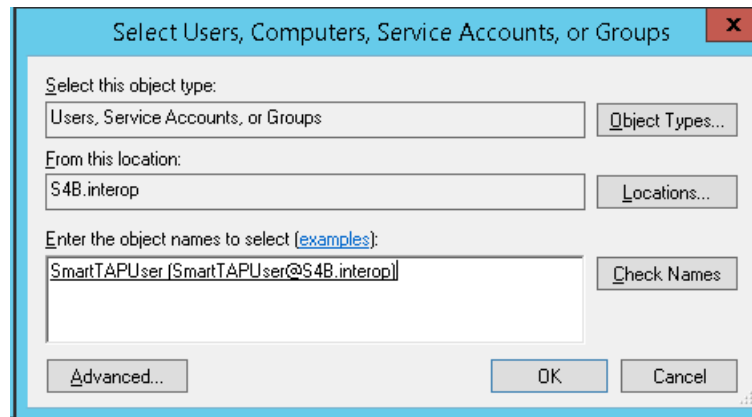 Select Users, Computers, Service Accounts, or Groups
x
Select this object type:
Users, Service Accounts, or Groups
Object Types...
From this location:
S4B.interop
Locations...
Enter the object names to select (examples):
SmartTAPUser (SmartTAPUser@S4B.interop)
Check Names
Advanced...
OK
Cancel